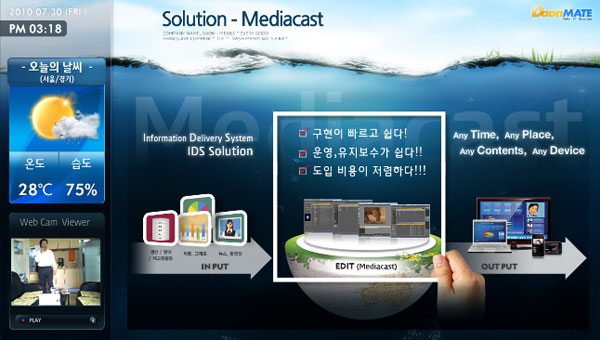 2010 07.30 (FRI)
PM 03:18
Solution - Mediacast
DaonMATE
- 오늘의 날씨 -
(서울/경기)
온도 습도
28℃ 75%
Web Cam Viewer
PLAY
Mediacast
Information Delivery System
IDS Solution
구현이 빠르고 쉽다!
운영,유지보수가 쉽다!!
도입 비용이 저렴하다!!!
Any Time, Any Place,
Any Contents, Any Device
IN PUT
EDIT (Mediacast)
OUT PUT